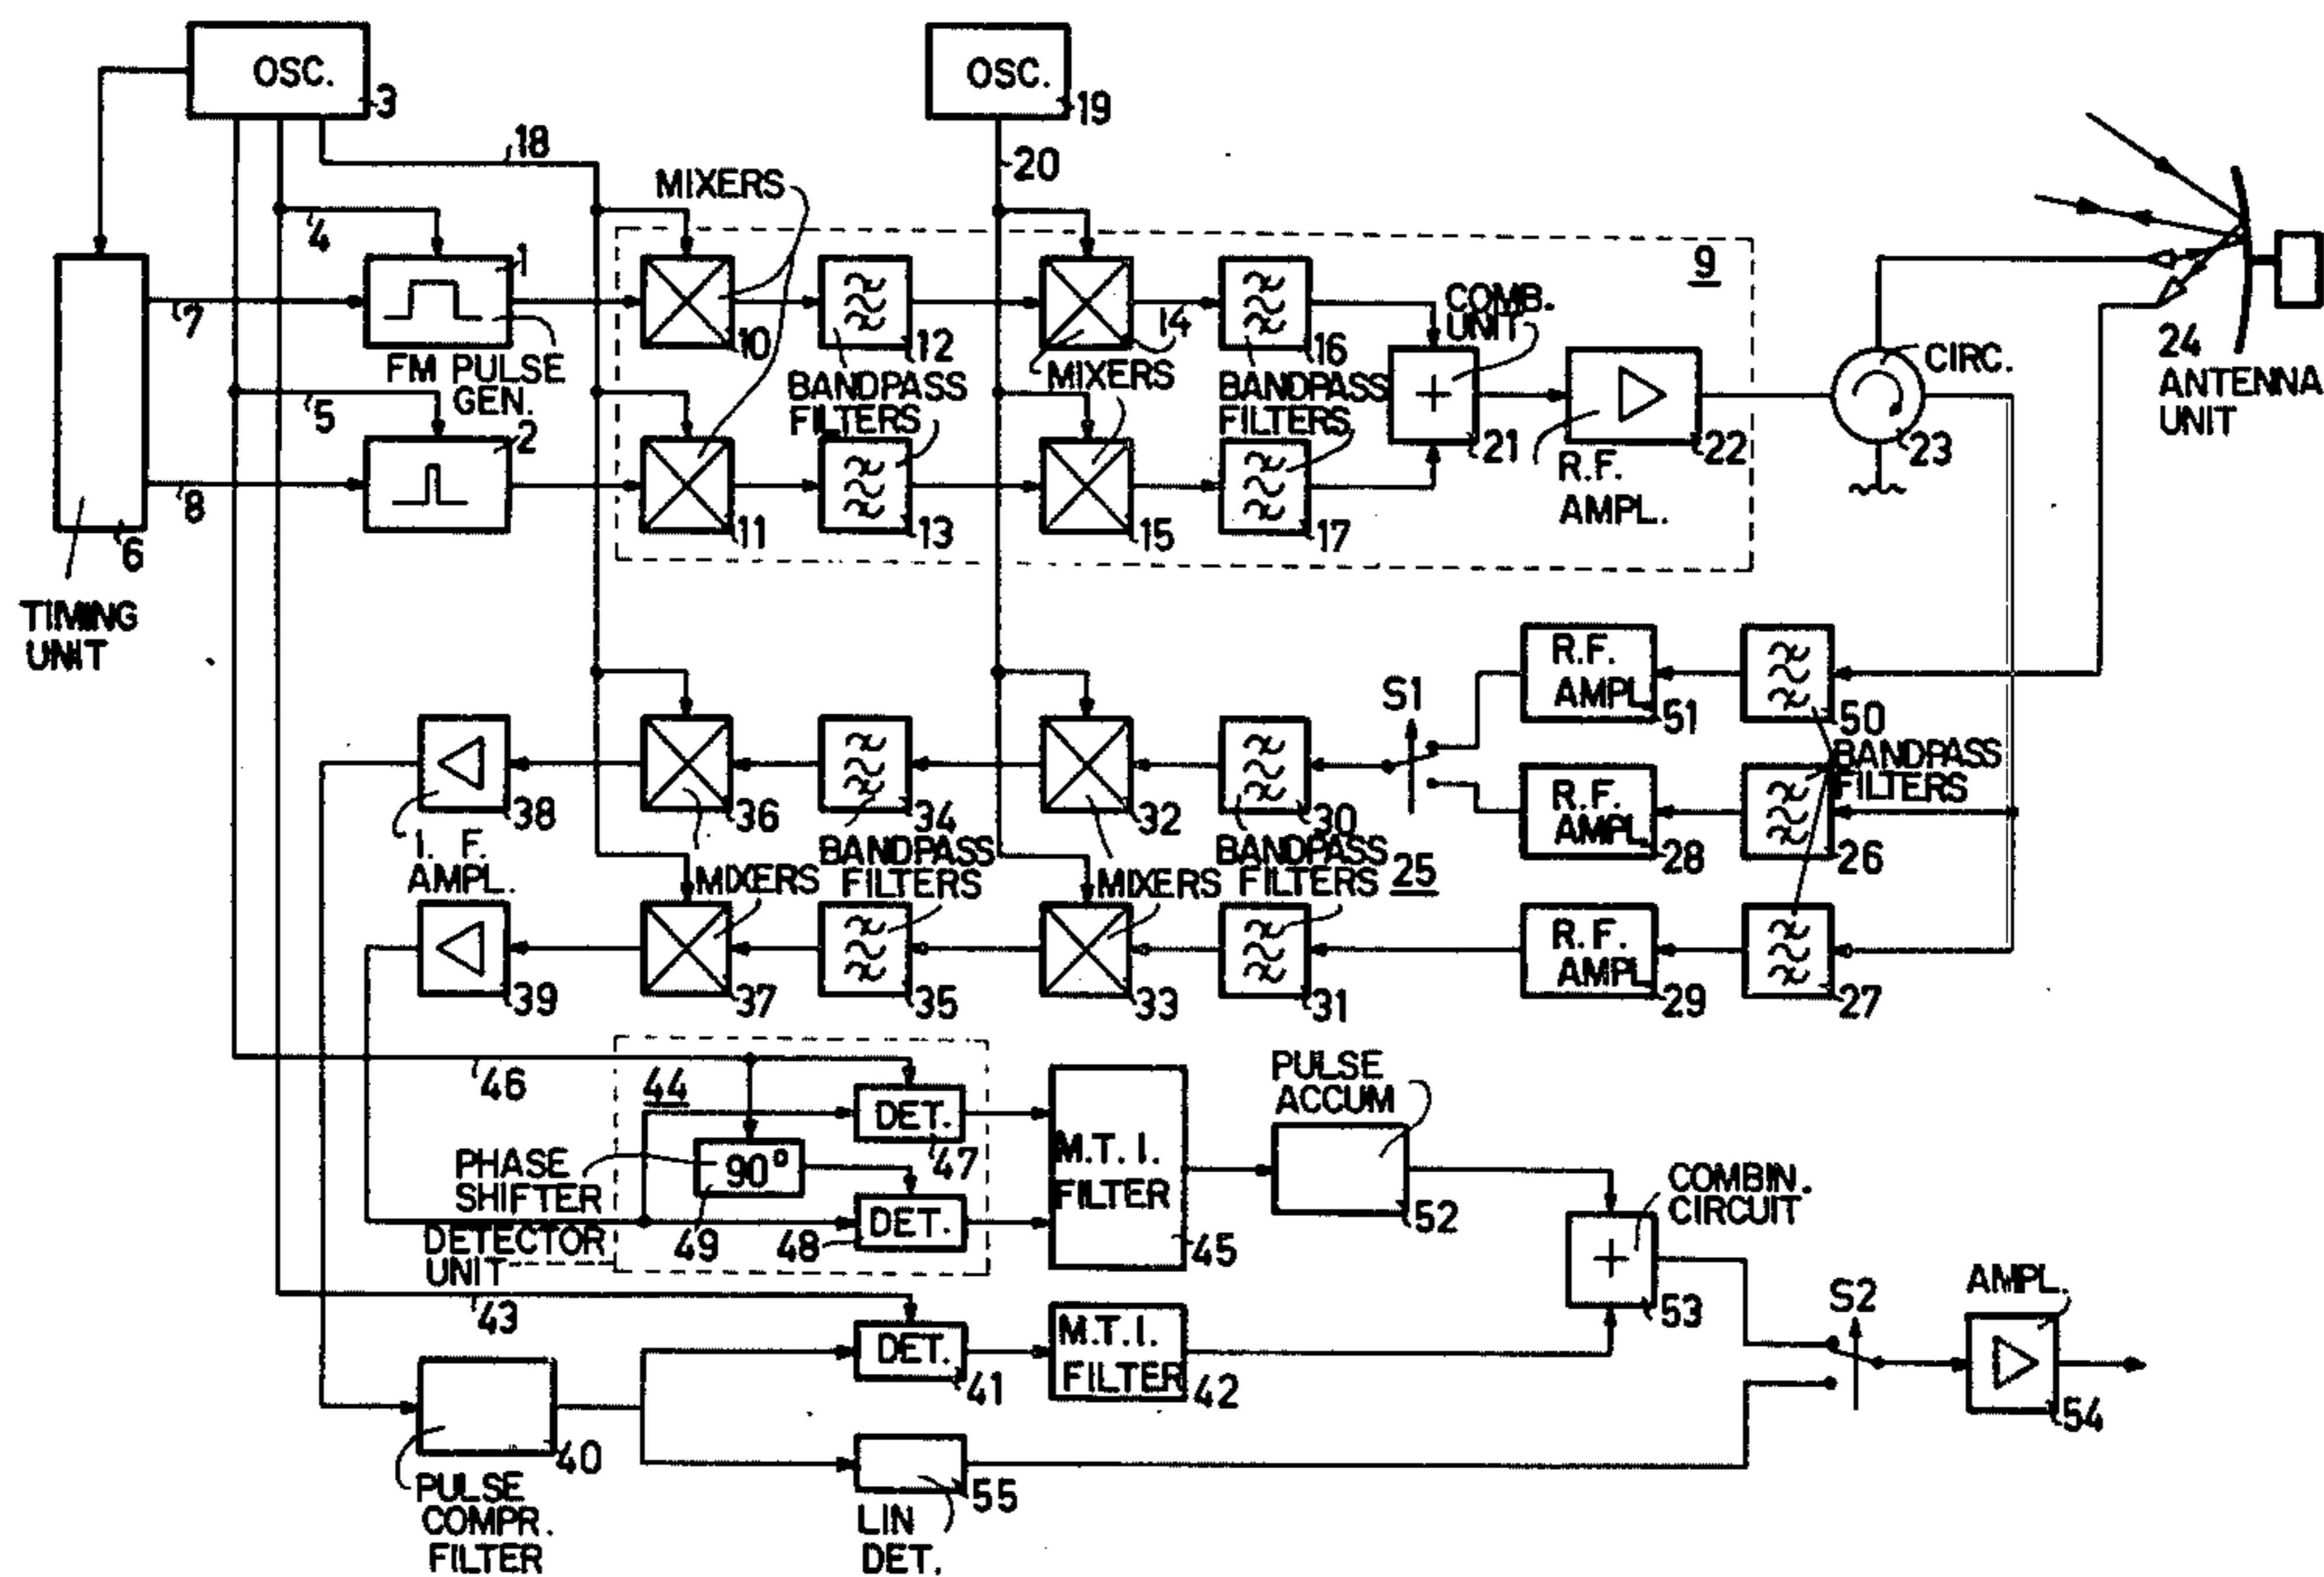 OSC.
3
OSC.
19
18
20
MIXERS
4
1
9
7
10
12
14
16
COMB.
UNIT
CIRC.
24
ANTENNA
UNIT
FM PULSE
GEN.
BANDPASS
FILTERS
MIXERS
BANDPASS
FILTERS
5
2
21
22
23
R.F.
AMPL.
8
6
11
13
15
17
TIMING
UNIT
R.F.
AMPL.
51
50
S1
BANDPASS
FILTERS
38
36
34
32
30
R.F.
AMPL.
28
26
I. F.
AMPL.
MIXERS
BANDPASS
FILTERS
MIXERS
BANDPASS
FILTERS
25
39
37
35
33
31
R.F.
AMPL.
29
27
46
44
DET.
47
PULSE
ACCUM
PHASE
SHIFTER
90°
M.T.I.
FILTER
52
COMBIN.
CIRCUIT
DETECTOR
UNIT
49
48
DET.
45
43
53
S2
AMPL.
DET.
41
M.T.I.
FILTER
42
54
40
PULSE
COMPR.
FILTER
55
LIN
DET.